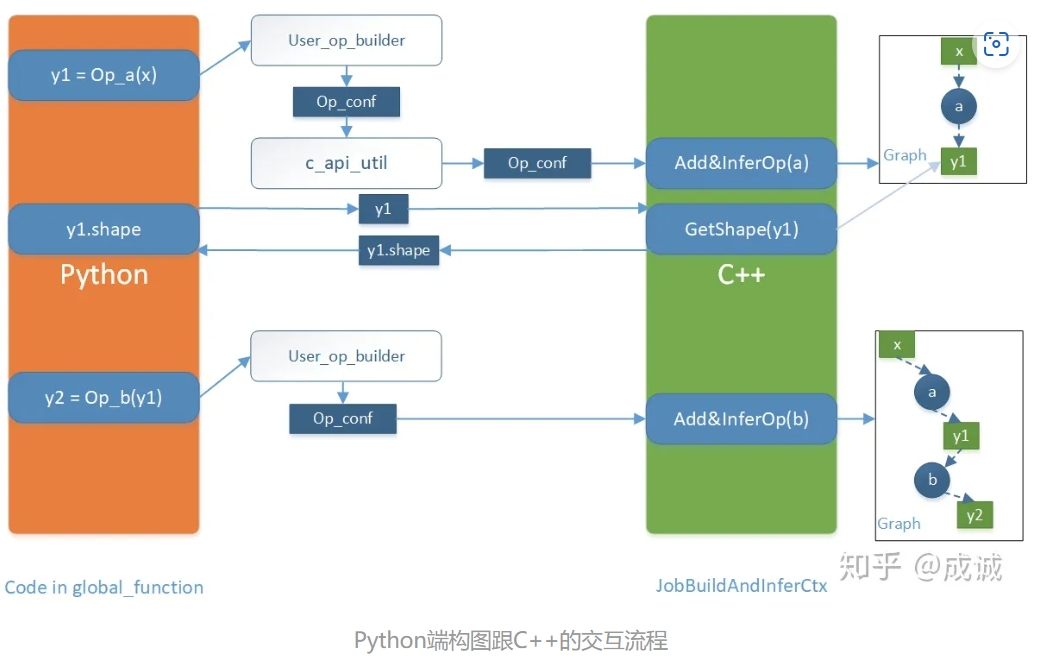 User_op_builder
y1 = Op_a(x)
Op_conf
c_api_util
Op_conf
Add&InferOp(a)
x
a
Graph
y1
y1.shape
y1
y1.shape
GetShape(y1)
Python
C++
User_op_builder
y2 = Op_b(y1)
Op_conf
Add&InferOp(b)
x
a
y1
b
y2
Graph
知乎 @成诚
Code in global_function
JobBuildAndInferCtx
Python端构图跟C++的交互流程